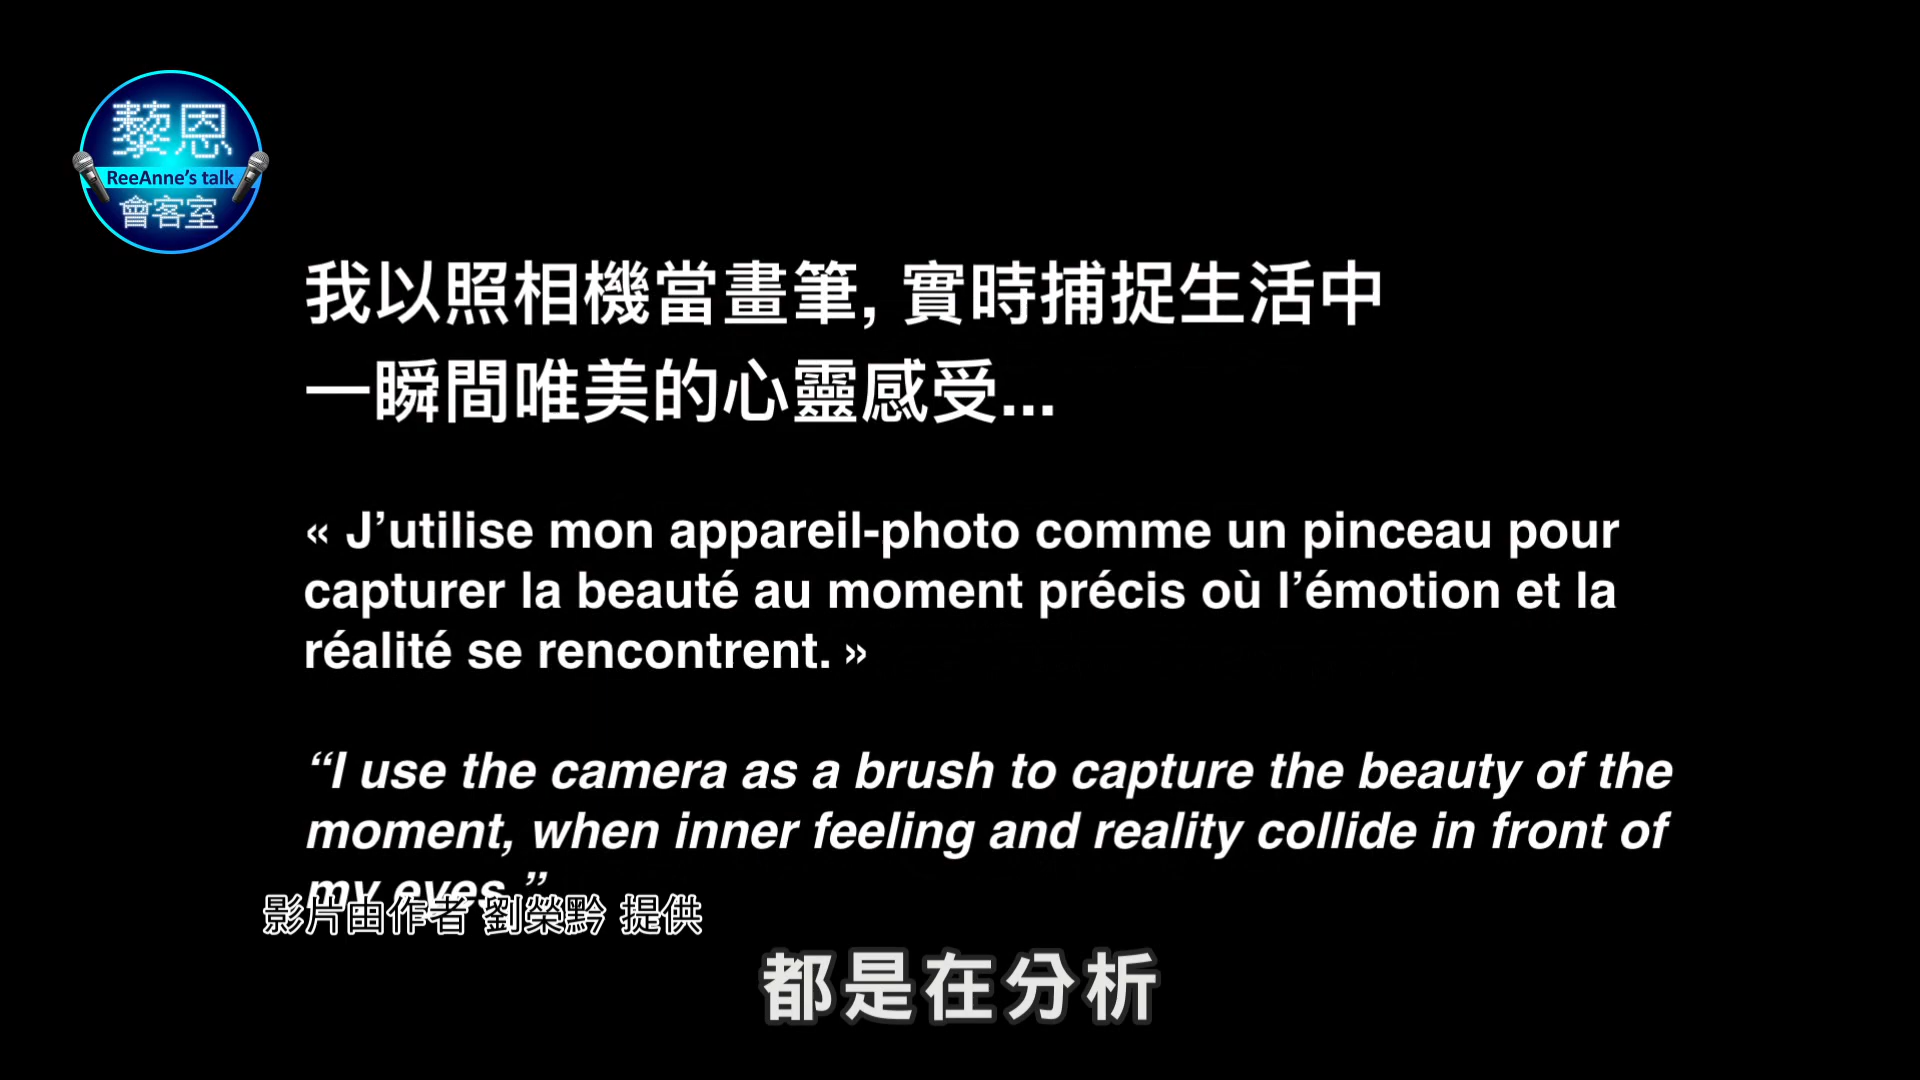 藜恩
ReeAnne's talk
會客室
我以照相機當畫筆, 實時捕捉生活中
一瞬間唯美的心靈感受...
« J’utilise mon appareil-photo comme un pinceau pour
capturer la beauté au moment précis où l’émotion et la
réalité se rencontrent. »
“I use the camera as a brush to capture the beauty of the
moment, when inner feeling and reality collide in front of
my eyes.”
影片由作者 劉榮黔 提供
都是在分析